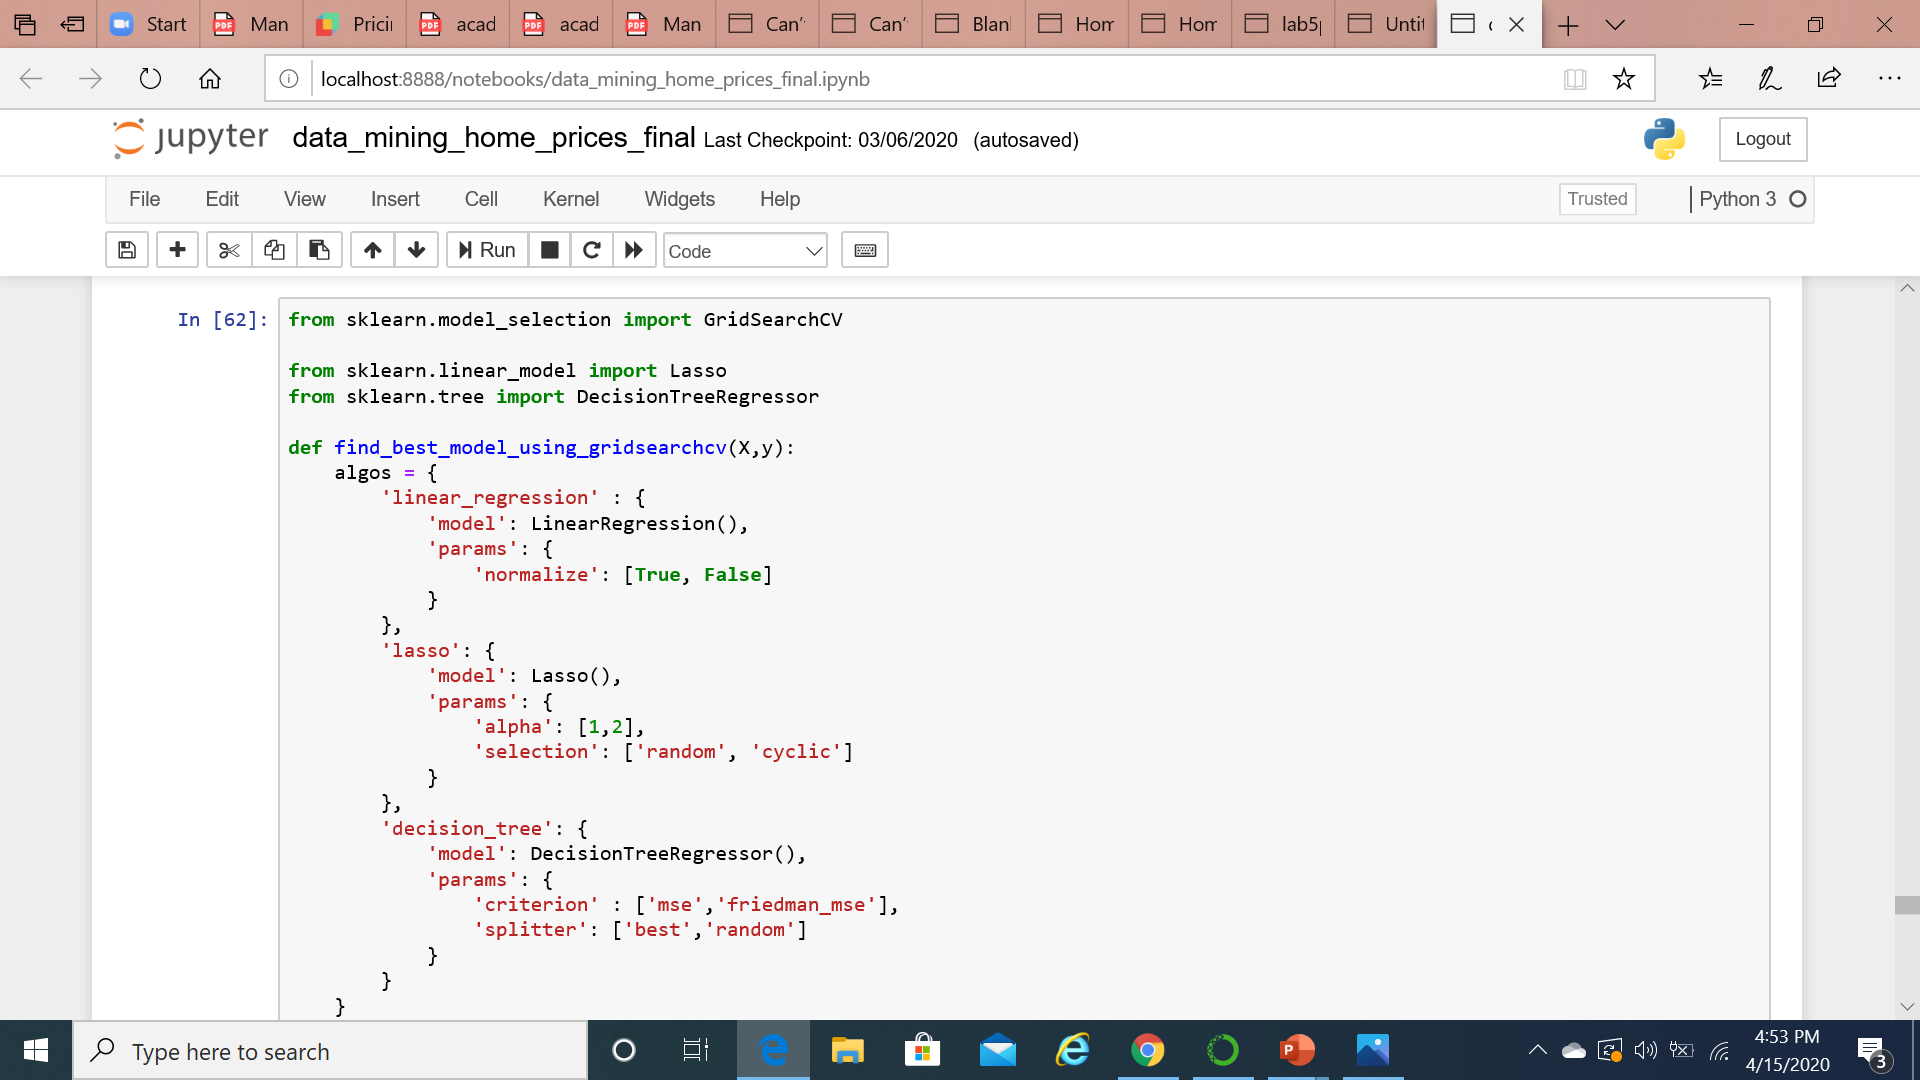 Start Man Prici acad acad Man Can' Can' Blan Hom Hom lab5p Untit
localhost:8888/notebooks/data_mining_home_prices_final.ipynb
jupyter data_mining_home_prices_final Last Checkpoint: 03/06/2020 (autosaved)
Logout
File Edit View Insert Cell Kernel Widgets Help
Trusted Python 3
Run Code
In [62]: from sklearn.model_selection import GridSearchCV
from sklearn.linear_model import Lasso
from sklearn.tree import DecisionTreeRegressor
def find_best_model_using_gridsearchcv(X,y):
algos = {
'linear_regression' : {
'model': LinearRegression(),
'params': {
'normalize': [True, False]
}
},
'lasso': {
'model': Lasso(),
'params': {
'alpha': [1,2],
'selection': ['random', 'cyclic']
}
},
'decision_tree': {
'model': DecisionTreeRegressor(),
'params': {
'criterion' : ['mse','friedman_mse'],
'splitter': ['best','random']
}
}
}
Type here to search
4:53 PM
4/15/2020
3